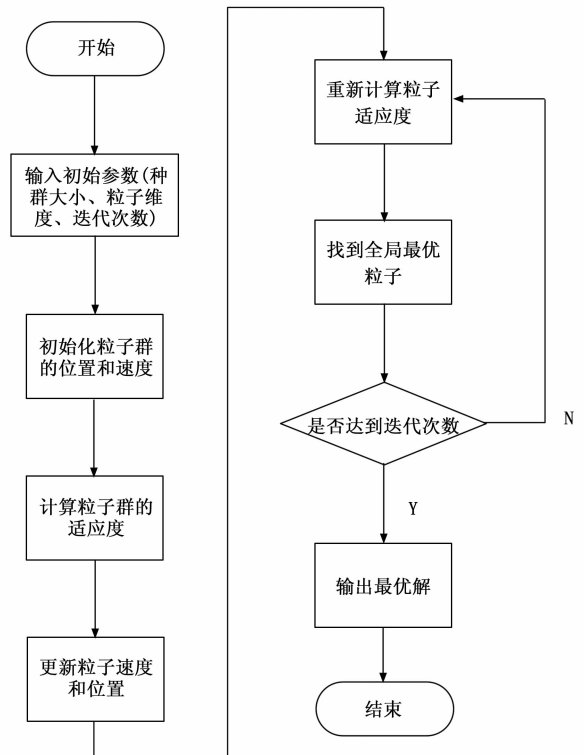 开始
输入初始参数(种
群大小、粒子维
度、迭代次数)
初始化粒子群
的位置和速度
计算粒子群的
适应度
更新粒子速度
和位置
重新计算粒子
适应度
找到全局最优
粒子
是否达到迭代次数
N
Y
输出最优解
结束